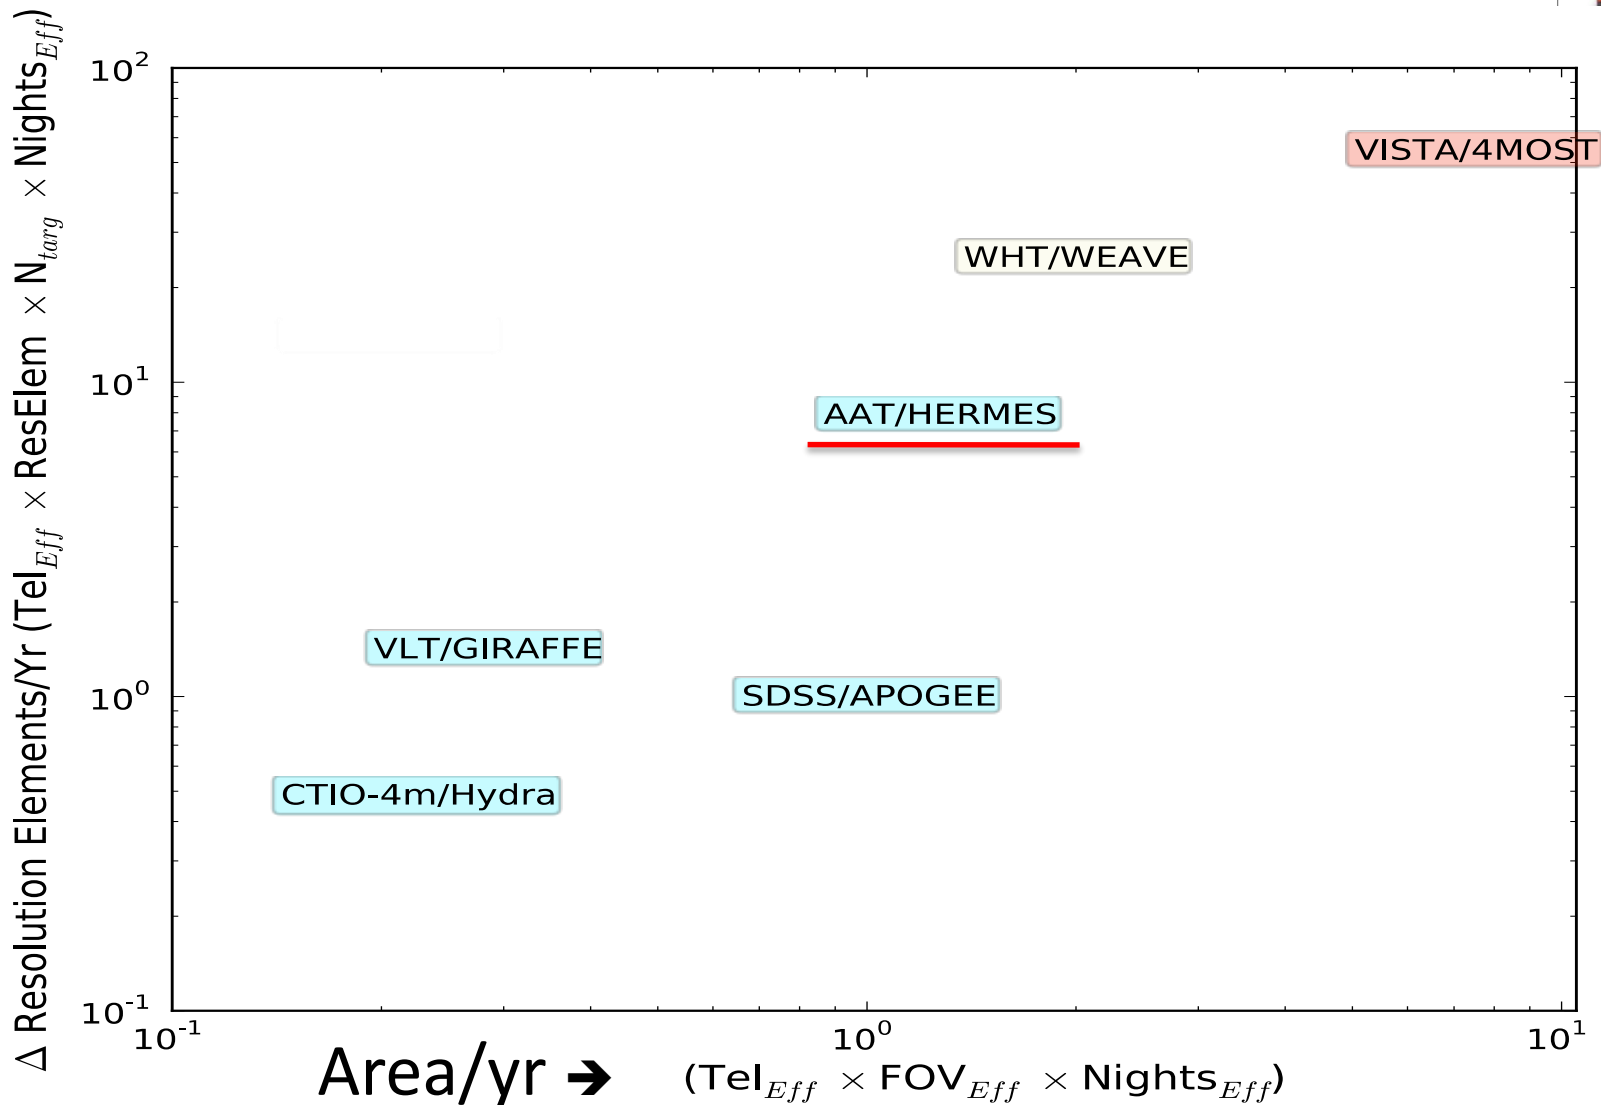 Δ Resolution Elements/Yr (Tel_Eff × ResElem × N_targ × Nights_Eff)
10^2
10^1
10^0
10^-1
VISTA/4MOST
WHT/WEAVE
AAT/HERMES
VLT/GIRAFFE
SDSS/APOGEE
CTIO-4m/Hydra
10^-1 10^0 10^1
Area/yr ➔ (Tel_Eff × FOV_Eff × Nights_Eff)